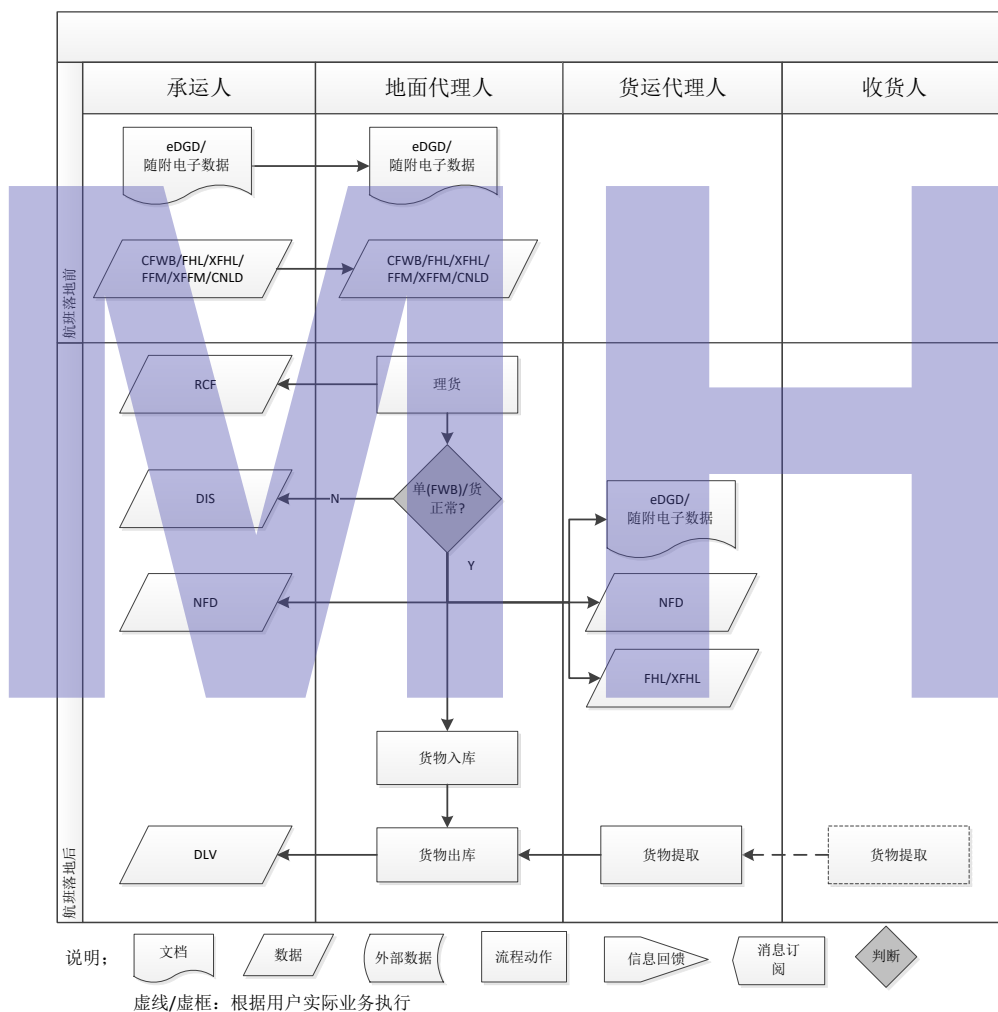 承运人
地面代理人
货运代理人
收货人
航班落地前
eDGD/
随附电子数据
eDGD/
随附电子数据
CFWB/FHL/XFHL/
FFM/XFFM/CNLD
CFWB/FHL/XFHL/
FFM/XFFM/CNLD
航班落地后
RCF
理货
DIS
N
单(FWB)/货
正常?
Y
eDGD/
随附电子数据
NFD
NFD
FHL/XFHL
货物入库
DLV
货物出库
货物提取
货物提取
说明：
文档
数据
外部数据
流程动作
信息回馈
消息订
阅
判断
虚线/虚框：根据用户实际业务执行
MH